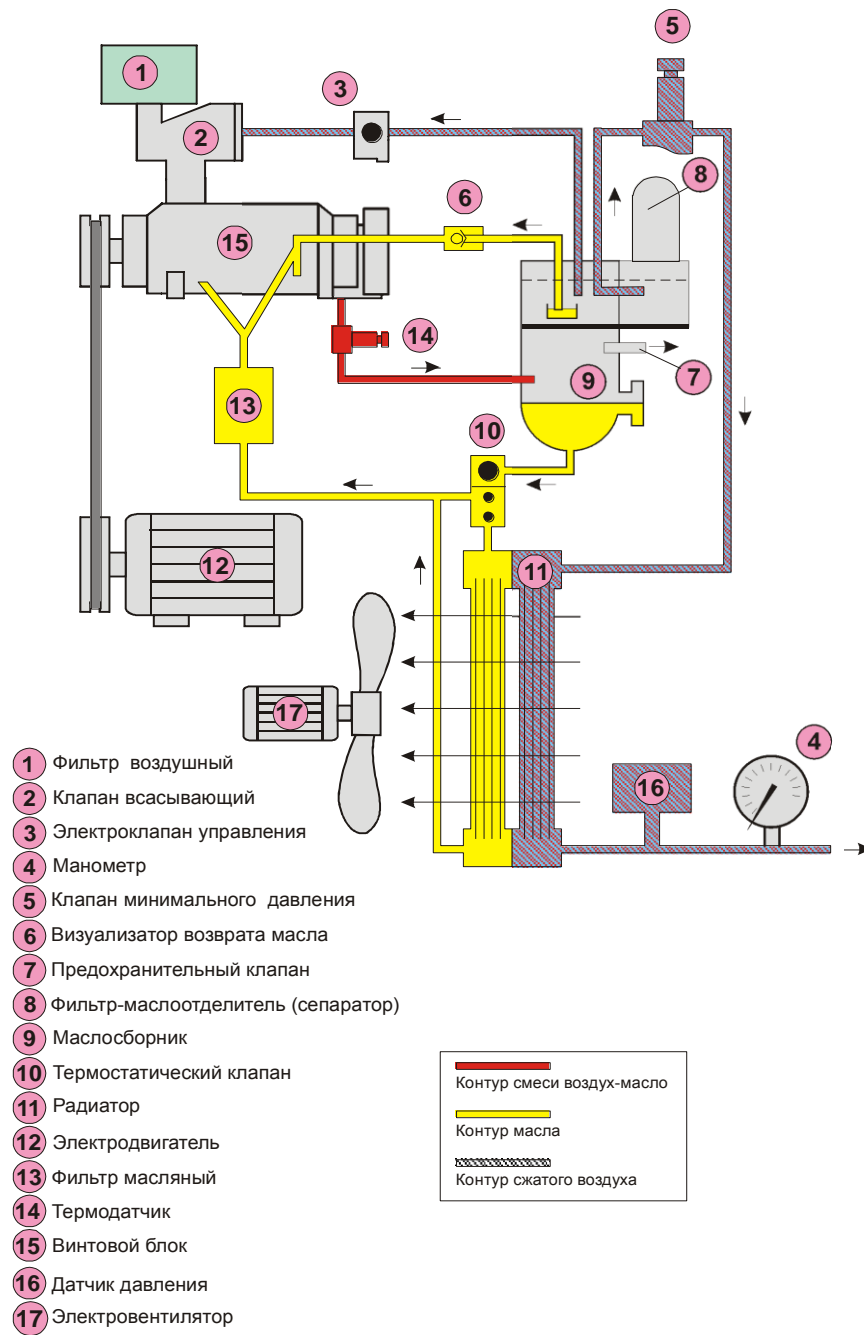 1
5
3
2
8
6
15
14
7
9
13
10
12
11
17
4
16
1 Фильтр воздушный
2 Клапан всасывающий
3 Электроклапан управления
4 Манометр
5 Клапан минимального давления
6 Визуализатор возврата масла
7 Предохранительный клапан
8 Фильтр-маслоотделитель (сепаратор)
9 Маслосборник
10 Термостатический клапан
11 Радиатор
12 Электродвигатель
13 Фильтр масляный
14 Термодатчик
15 Винтовой блок
16 Датчик давления
17 Электровентилятор
Контур смеси воздух-масло
Контур масла
Контур сжатого воздуха